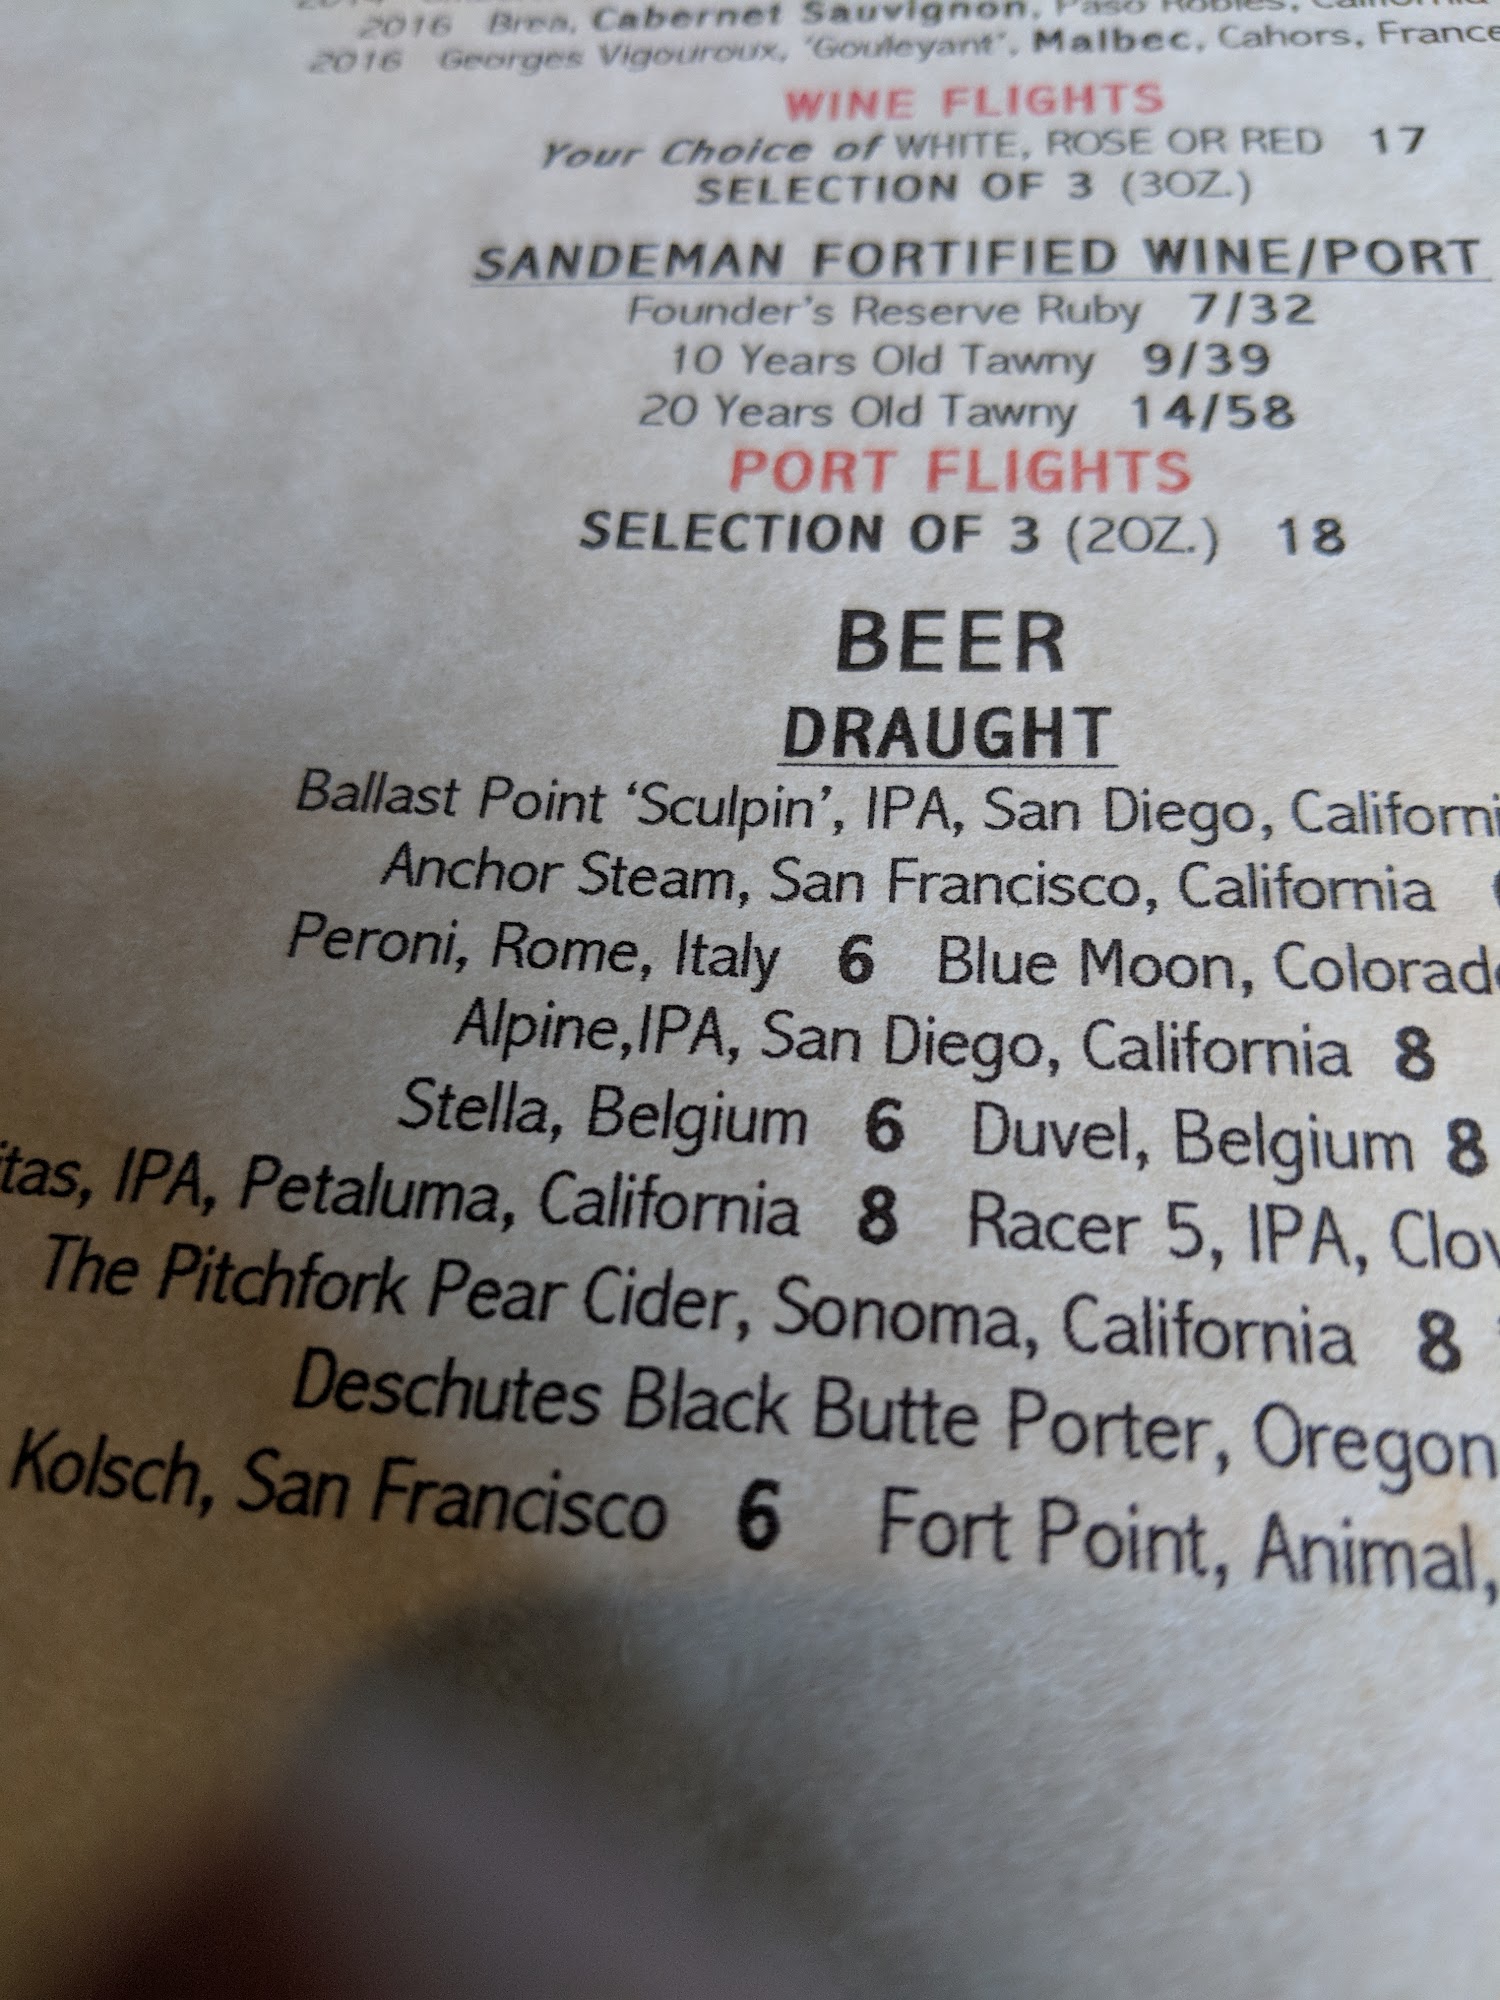 2016 Brea, Cabernet Sauvignon, Paso Robles, California
2016 Georges Vigouroux, 'Gouleyant', Malbec, Cahors, France
WINE FLIGHTS
Your Choice of WHITE, ROSE OR RED 17
SELECTION OF 3 (3OZ.)
SANDEMAN FORTIFIED WINE/PORT
Founder's Reserve Ruby 7/32
10 Years Old Tawny 9/39
20 Years Old Tawny 14/58
PORT FLIGHTS
SELECTION OF 3 (2OZ.) 18
BEER
DRAUGHT
Ballast Point ‘Sculpin’, IPA, San Diego, Californi
Anchor Steam, San Francisco, California
Peroni, Rome, Italy 6 Blue Moon, Colorad
Alpine,IPA, San Diego, California 8
Stella, Belgium 6 Duvel, Belgium 8
itas, IPA, Petaluma, California 8 Racer 5, IPA, Clov
The Pitchfork Pear Cider, Sonoma, California 8
Deschutes Black Butte Porter, Oregon
Kolsch, San Francisco 6 Fort Point, Animal,